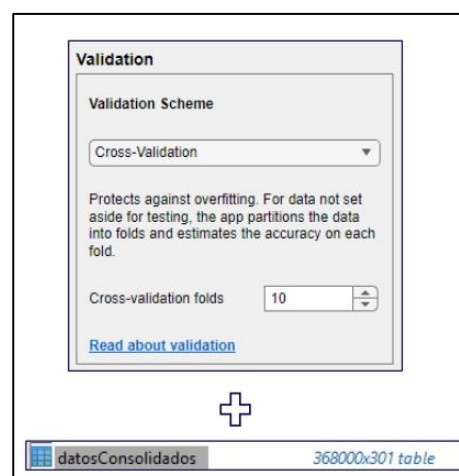 Validation
Validation Scheme
Cross-Validation
Protects against overfitting. For data not set
aside for testing, the app partitions the data
into folds and estimates the accuracy on each
fold.
Cross-validation folds 10
Read about validation
datosConsolidados 368000x301 table